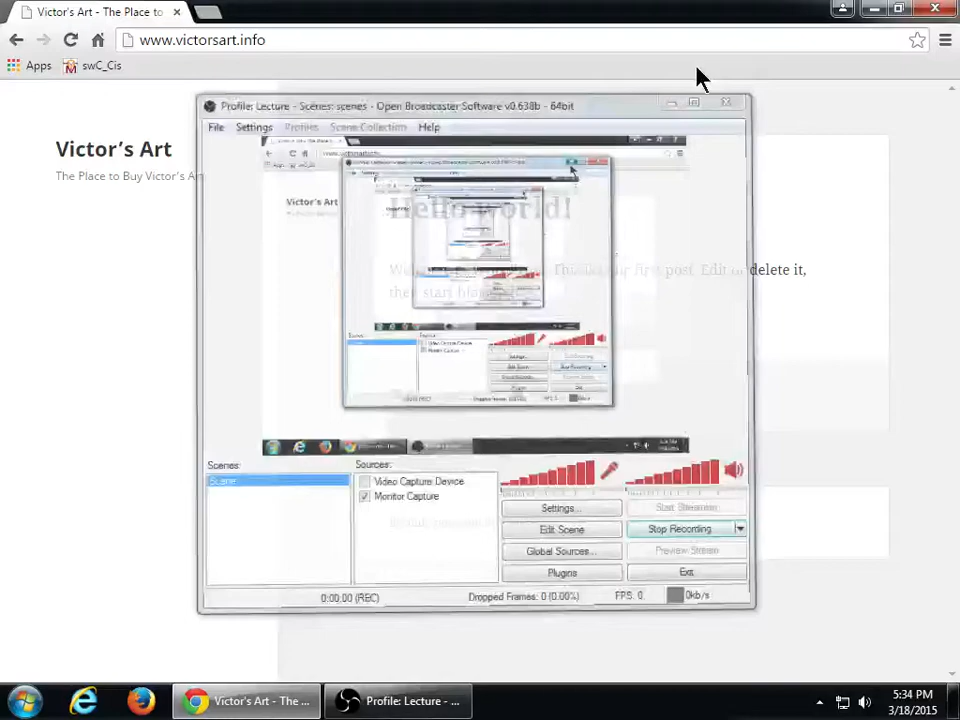 Victor's Art - The Place to
www.victorsart.info
Apps
swC_Cis
Profile: Lecture - Scenes: scenes - Open Broadcaster Software v0.638b - 64bit
File Settings Profiles Scene Collection Help
Victor's Art
The Place to Buy Victor's Art
Hello world!
first post. Edit or delete it,
Scenes:
Scene
Sources:
Video Capture Device
Monitor Capture
Settings...
Start Streaming
Edit Scene
Stop Recording
Global Sources...
Preview Stream
Plugins
Exit
0:00:00 (REC)
Dropped Frames: 0 (0.00%)
FPS: 0
0kb/s
Victor's Art - The ...
Profile: Lecture - ...
5:34 PM
3/18/2015